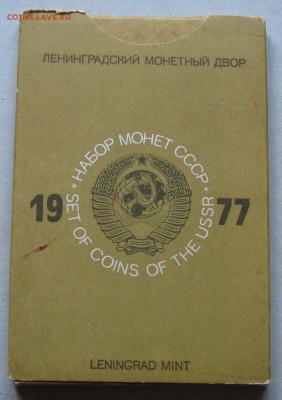 COINS.LAVE.RU
ЛЕНИНГРАДСКИЙ МОНЕТНЫЙ ДВОР
• НАБОР МОНЕТ СССР •
19 77
SET OF COINS OF THE USSR
LENINGRAD MINT